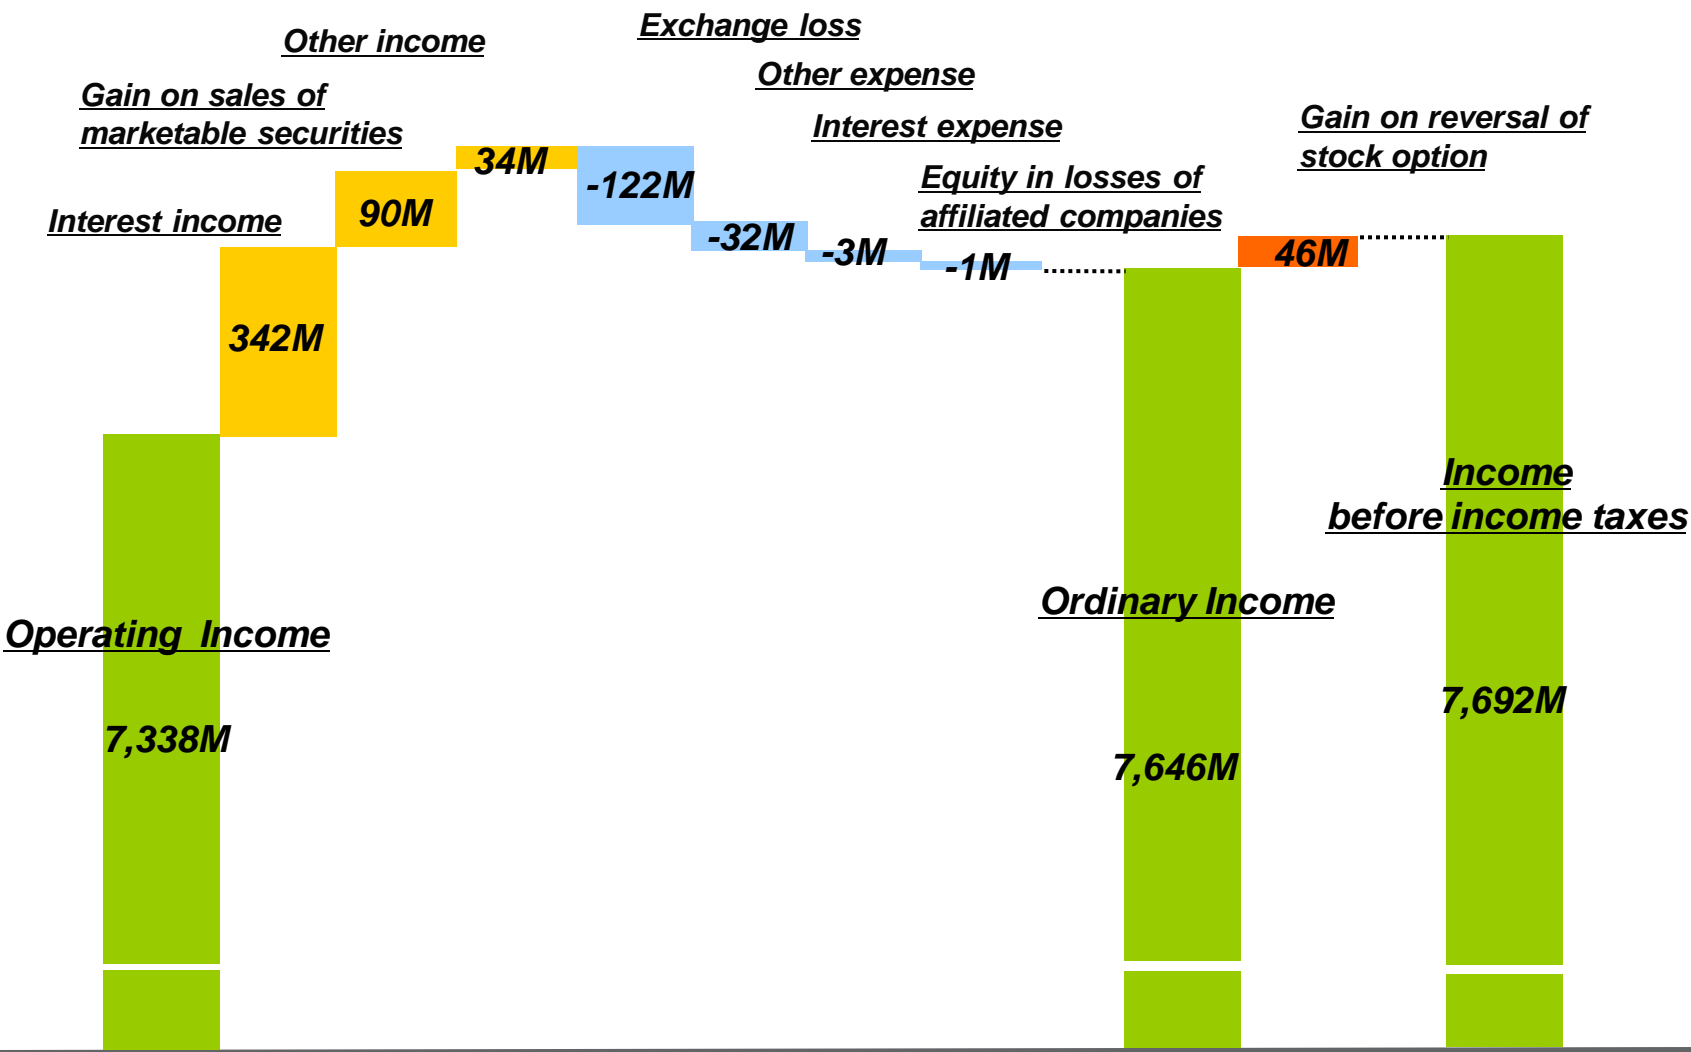 Exchange loss
Other income
Other expense
Gain on sales of
marketable securities
Interest expense
Gain on reversal of
stock option
34M
-122M
Equity in losses of
affiliated companies
Interest income
90M
-32M
-3M
-1M
46M
342M
Income
before income taxes
Ordinary Income
Operating Income
7,692M
7,338M
7,646M